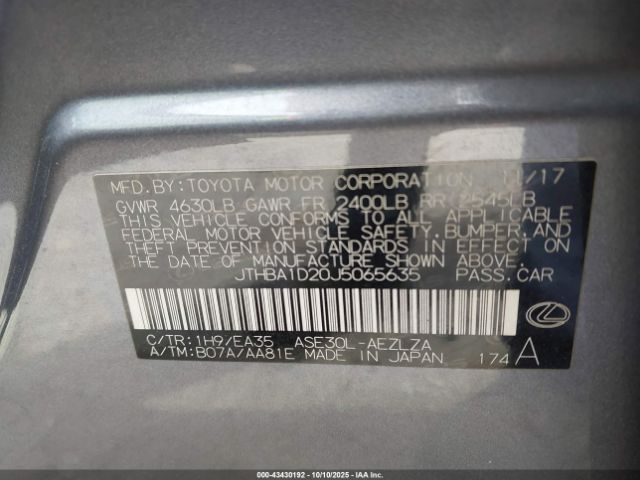 MFD.BY:TOYOTA MOTOR CORPORATION 11/17
GVWR 4630LB GAWR FR 2400LB RR 2545LB
THIS VEHICLE CONFORMS TO ALL APPLICABLE
FEDERAL MOTOR VEHICLE SAFETY,BUMPER,AND
THEFT PREVENTION STANDARDS IN EFFECT ON
THE DATE OF MANUFACTURE SHOWN ABOVE.
JTHBA1D20J5065635 PASS.CAR
C/TR:1H9/EA35 ASE30L-AEZLZA
A/TM:B07A/AA81E MADE IN JAPAN 174A
000-43430192 - 10/10/2025 - IAAI.COM